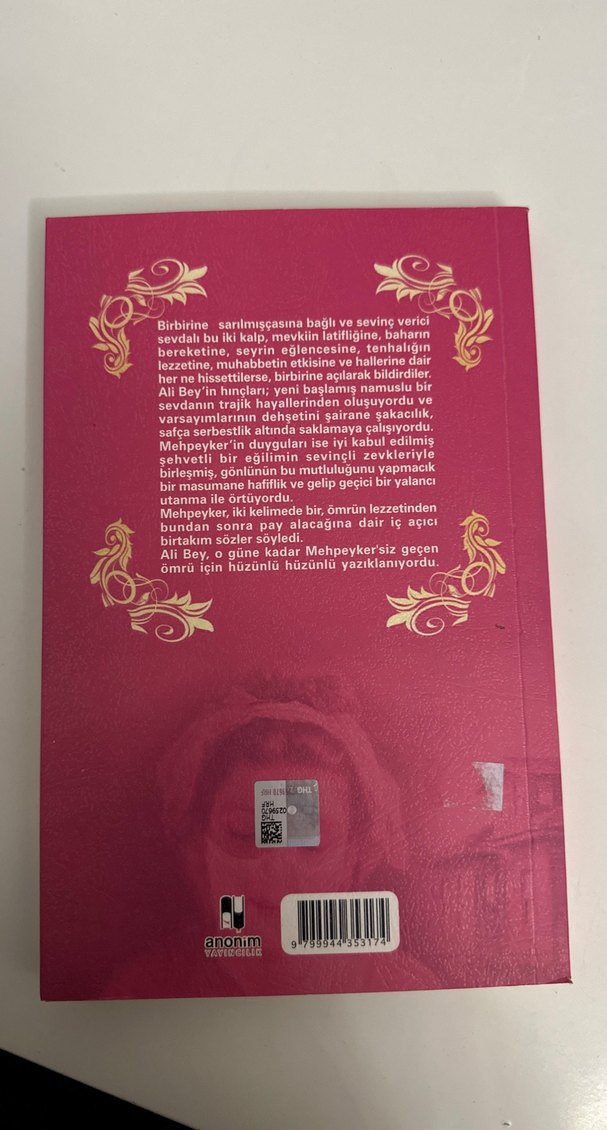 Birbirine sarılmışçasına bağlı ve sevinç verici
sevdalı bu iki kalp, mevkiin latifliğine, baharın
bereketine, seyrin eğlencesine, tenhalığın
lezzetine, muhabbetin etkisine ve hallerine dair
her ne hissettilerse, birbirine açılarak bildirdiler.
Ali Bey'in hınçları; yeni başlamış namuslu bir
sevdanın trajik hayallerinden oluşuyordu ve
varsayımlarının dehşetini şairane şakacılık,
safça serbestlik altında saklamaya çalışıyordu.
Mehpeyker'in duyguları ise iyi kabul edilmiş
şehvetli bir eğilimin sevinçli zevkleriyle
birleşmiş, gönlünün bu mutluluğunu yapmacık
bir masumane hafiflik ve gelip geçici bir yalancı
utanma ile örtüyordu.
Mehpeyker, iki kelimede bir, ömrün lezzetinden
bundan sonra pay alacağına dair iç açıcı
birtakım sözler söyledi.
Ali Bey, o güne kadar Mehpeyker'siz geçen
ömrü için hüzünlü hüzünlü yazıklanıyordu.
THG
0259670
HRF
anonim
YAYINCILIK
9 799944 353174